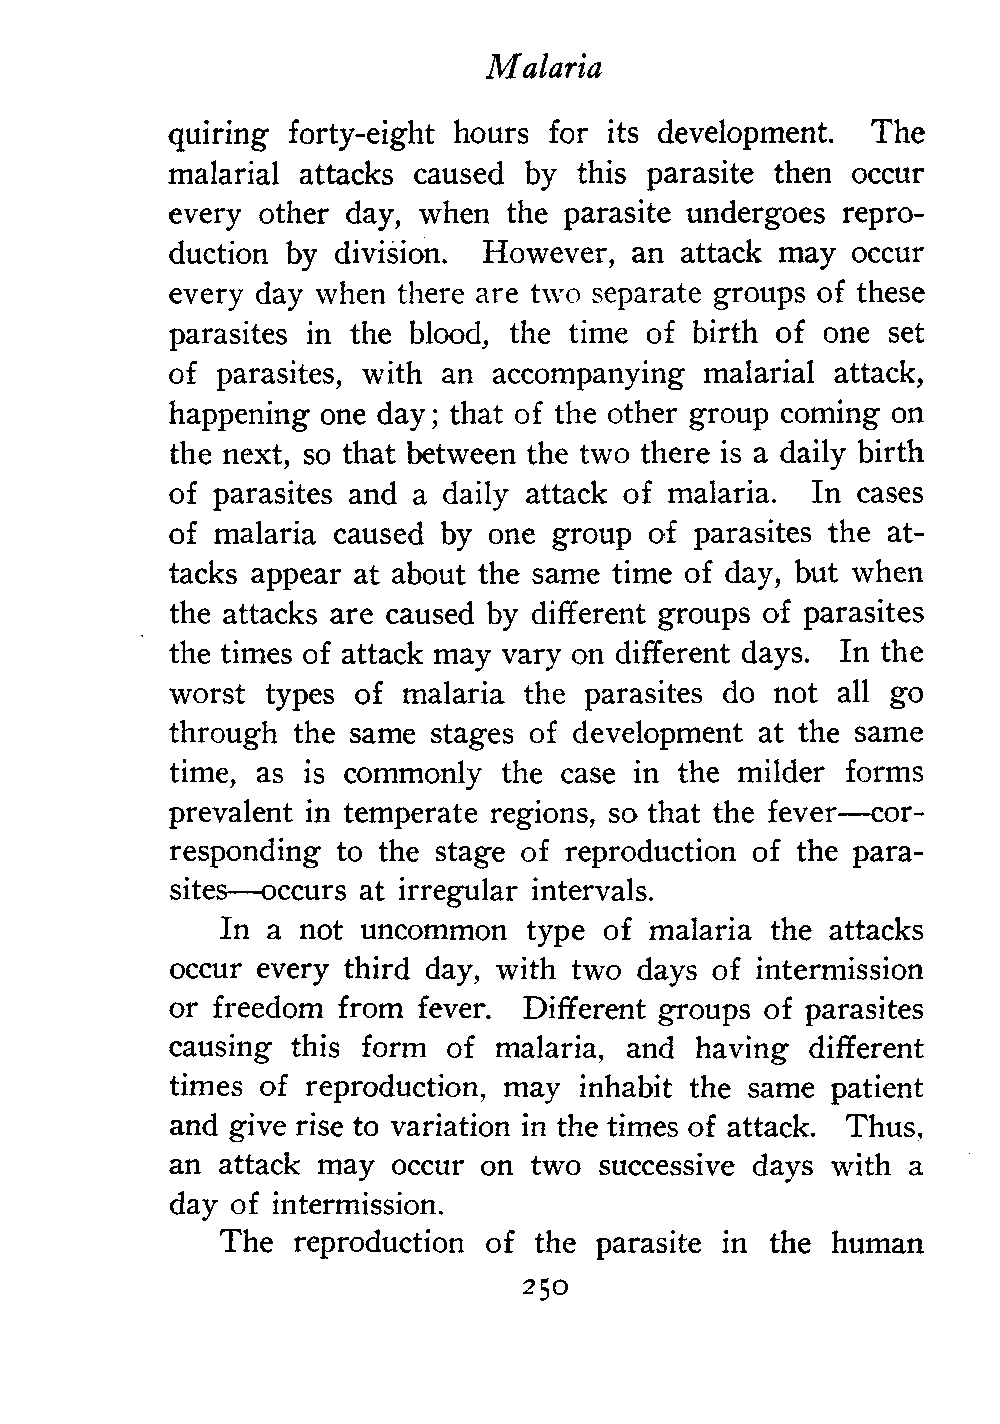 Malaria
quiring forty-eight hours for its development. The
malarial attacks caused by this parasite then occur
every other day, when the parasite undergoes repro-
duction by division. However, an attack may occur
every day when there are two separate groups of these
parasites in the blood, the time of birth of one set
of parasites, with an accompanying malarial attack,
happening one day; that of the other group coming on
the next, so that between the two there is a daily birth
of parasites and a daily attack of malaria. In cases
of malaria caused by one group of parasites the at-
tacks appear at about the same time of day, but when
the attacks are caused by different groups of parasites
the times of attack may vary on different days. In the
worst types of malaria the parasites do not all go
through the same stages of development at the same
time, as is commonly the case in the milder forms
prevalent in temperate regions, so that the fever—cor-
responding to the stage of reproduction of the para-
sites—occurs at irregular intervals.
In a not uncommon type of malaria the attacks
occur every third day, with two days of intermission
or freedom from fever. Different groups of parasites
causing this form of malaria, and having different
times of reproduction, may inhabit the same patient
and give rise to variation in the times of attack. Thus,
an attack may occur on two successive days with a
day of intermission.
The reproduction of the parasite in the human
250